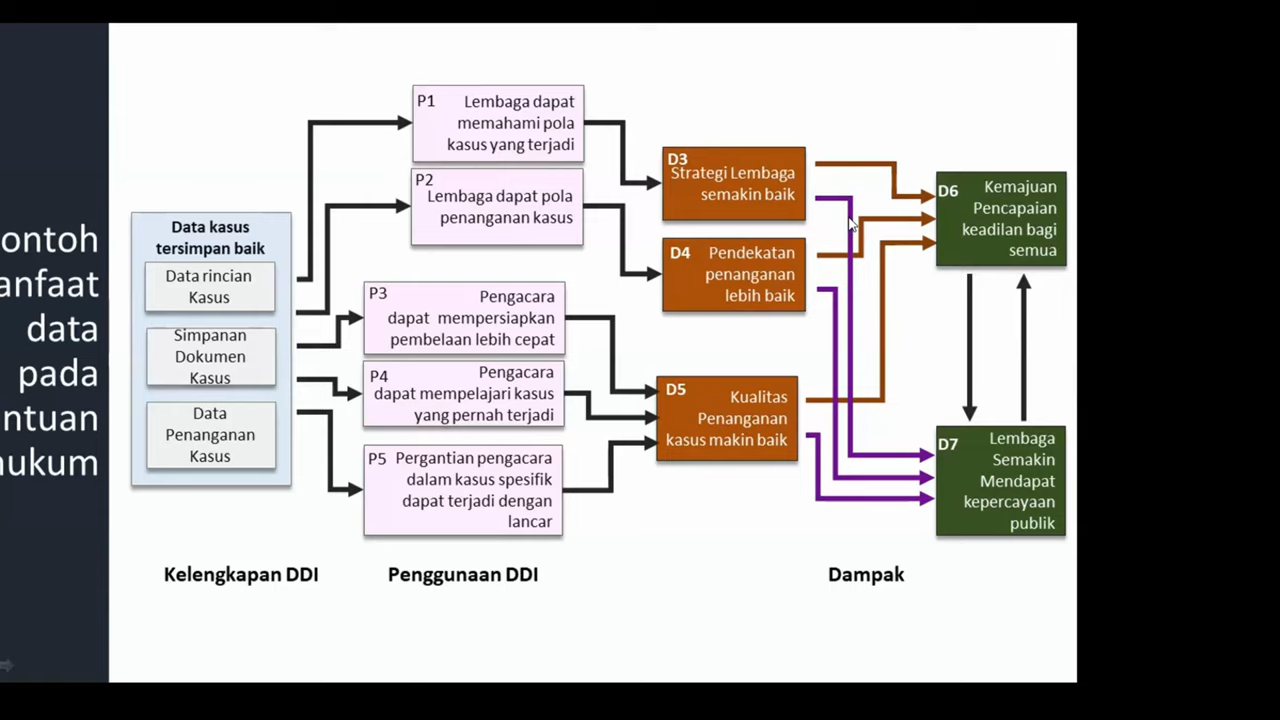 ontoh
anfaat
data
pada
ntuan
hukum
Data kasus
tersimpan baik
Data rincian
Kasus
Simpanan
Dokumen
Kasus
Data
Penanganan
Kasus
P1 Lembaga dapat
memahami pola
kasus yang terjadi
P2
Lembaga dapat pola
penanganan kasus
P3 Pengacara
dapat mempersiapkan
pembelaan lebih cepat
P4 Pengacara
dapat mempelajari kasus
yang pernah terjadi
P5 Pergantian pengacara
dalam kasus spesifik
dapat terjadi dengan
lancar
D3
Strategi Lembaga
semakin baik
D4 Pendekatan
penanganan
lebih baik
D5 Kualitas
Penanganan
kasus makin baik
D6 Kemajuan
Pencapaian
keadilan bagi
semua
D7 Lembaga
Semakin
Mendapat
kepercayaan
publik
Kelengkapan DDI
Penggunaan DDI
Dampak